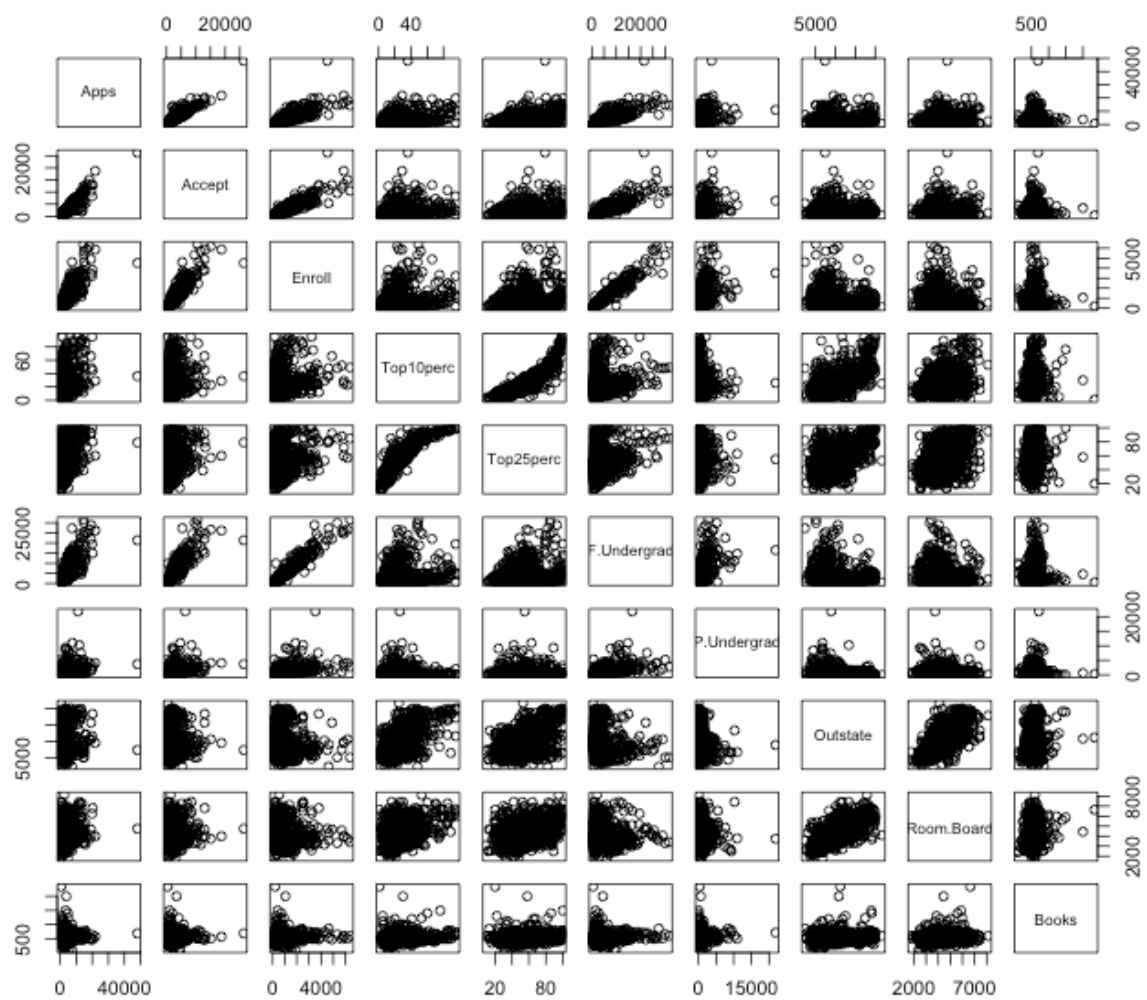 0 20000 0 40 0 20000 5000 500
Apps 0 40000
0 20000 Accept
Enroll 0 5000
0 60 Top10perc
Top25perc 20 80
0 25000 F.Undergrad
P.Undergrad 0 20000
5000 Outstate
Room.Board 2000 8000
500 Books
0 40000 0 4000 20 80 0 15000 2000 7000